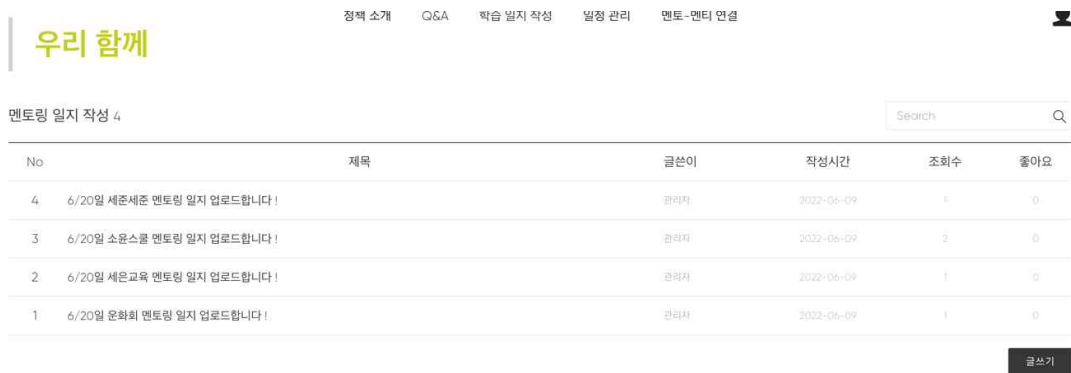 정책 소개 Q&A 학습 일지 작성 일정 관리 멘토-멘티 연결
우리 함께
멘토링 일지 작성 4
Search
No 제목 글쓴이 작성시간 조회수 좋아요
4 6/20일 세준세준 멘토링 일지 업로드합니다 ! 관리자 2022-06-09 0
3 6/20일 소윤스쿨 멘토링 일지 업로드합니다 ! 관리자 2022-06-09 2 0
2 6/20일 세은교육 멘토링 일지 업로드합니다 ! 관리자 2022-06-09 1 0
1 6/20일 운화회 멘토링 일지 업로드합니다 ! 관리자 2022-06-09 1 0
글쓰기